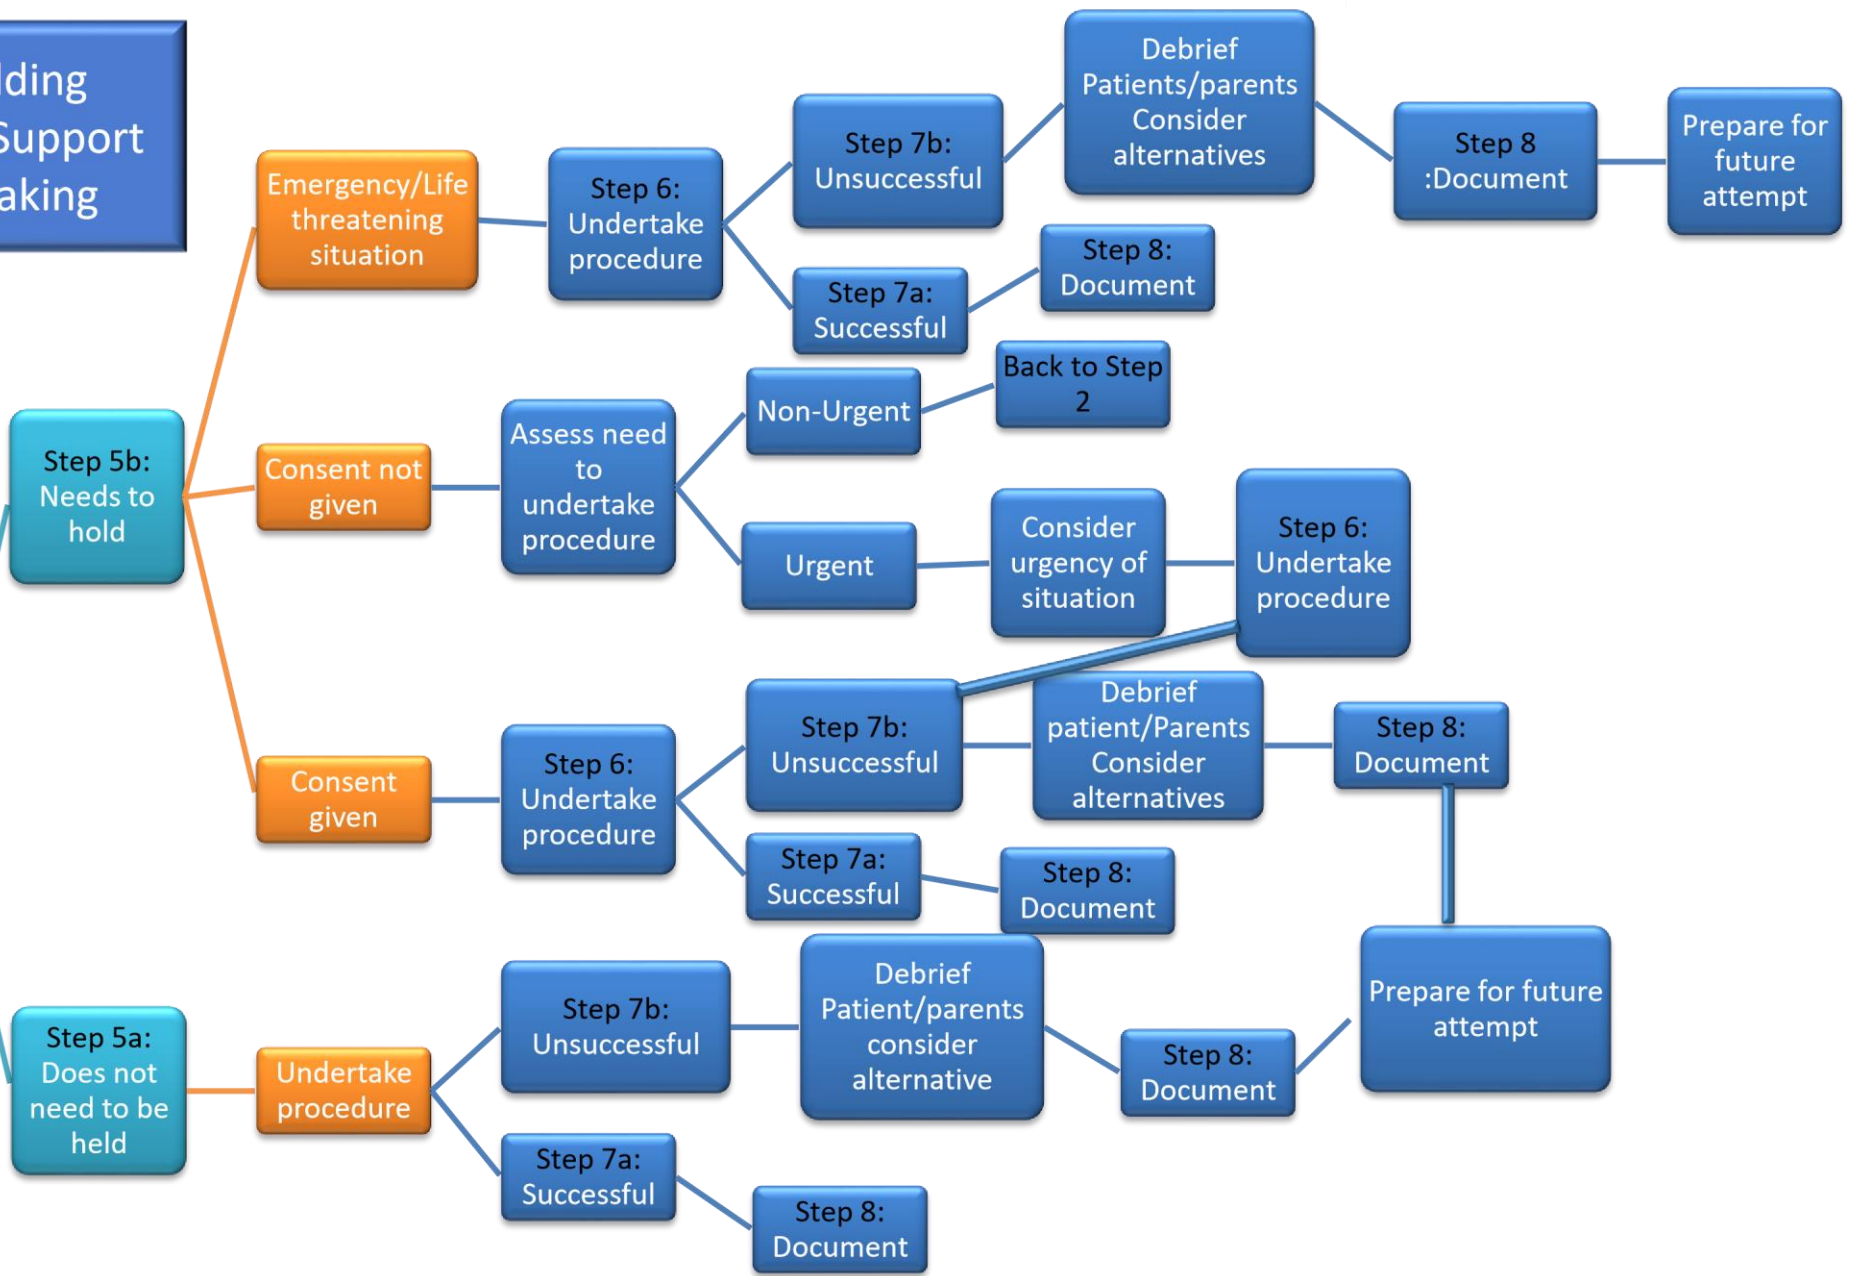 lding
Support
aking
Emergency/Life
threatening
situation
Step 6:
Undertake
procedure
Step 7b:
Unsuccessful
Debrief
Patients/parents
Consider
alternatives
Step 8
:Document
Prepare for
future
attempt
Step 7a:
Successful
Step 8:
Document
Step 5b:
Needs to
hold
Consent not
given
Assess need
to
undertake
procedure
Non-Urgent
Back to Step
2
Urgent
Consider
urgency of
situation
Step 6:
Undertake
procedure
Consent
given
Step 6:
Undertake
procedure
Step 7b:
Unsuccessful
Debrief
patient/Parents
Consider
alternatives
Step 8:
Document
Step 7a:
Successful
Step 8:
Document
Step 5a:
Does not
need to be
held
Undertake
procedure
Step 7b:
Unsuccessful
Debrief
Patient/parents
consider
alternative
Step 8:
Document
Prepare for future
attempt
Step 7a:
Successful
Step 8:
Document